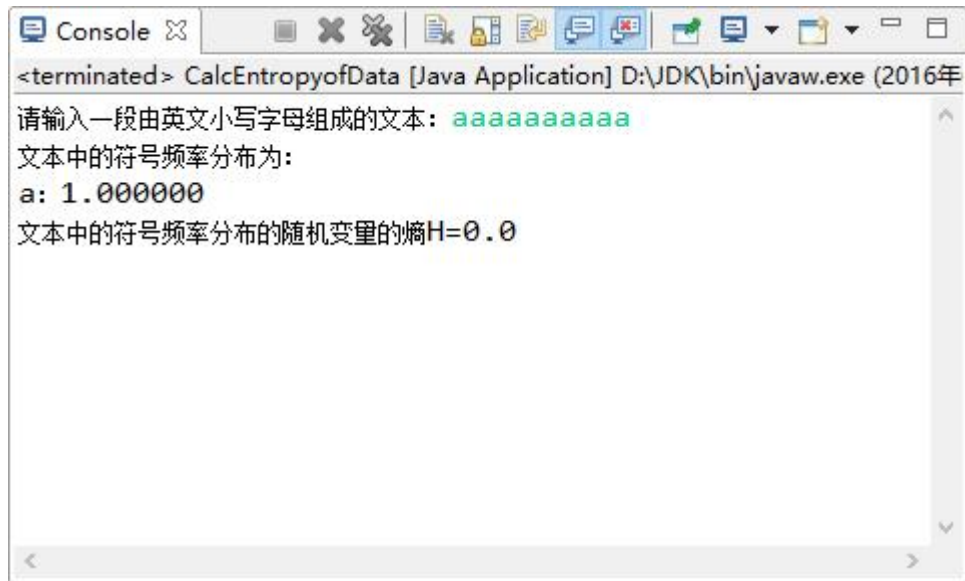 Console
<terminated> CalcEntropyofData [Java Application] D:\JDK\bin\javaw.exe (2016年
请输入一段由英文小写字母组成的文本：aaaaaaaaaa
文本中的符号频率分布为：
a：1.000000
文本中的符号频率分布的随机变量的熵H=0.0